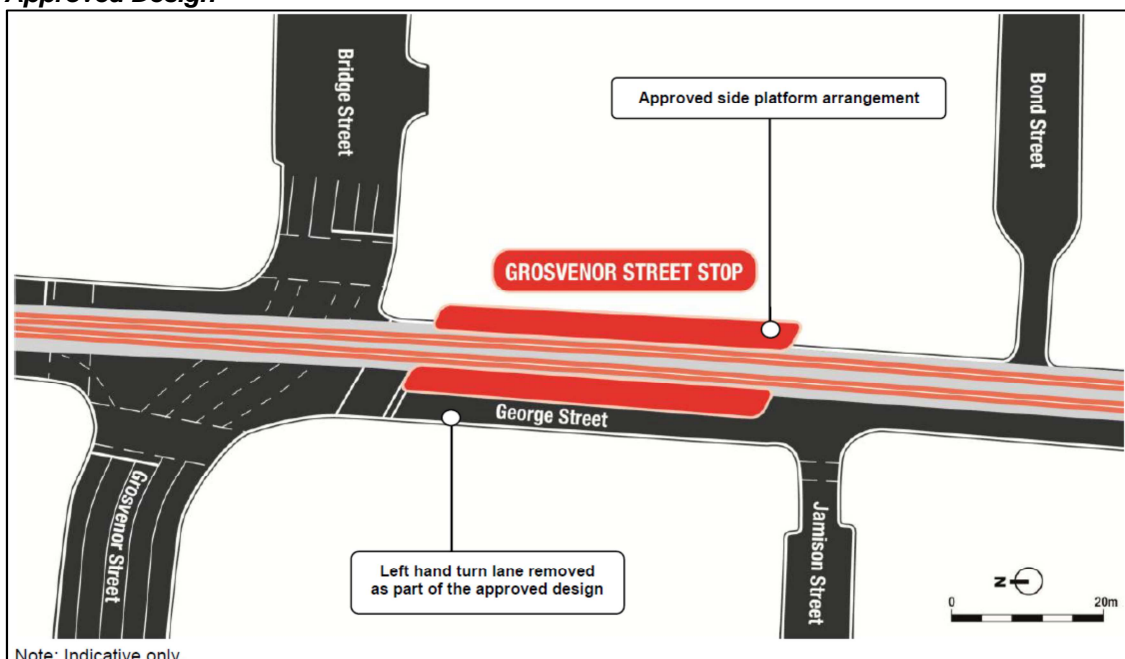 Approved Design
Bridge Street
Approved side platform arrangement
Bond Street
GROSVENOR STREET STOP
George Street
Grosvenor Street
Left hand turn lane removed
as part of the approved design
Jamison Street
N
0 20m
Note: Indicative only